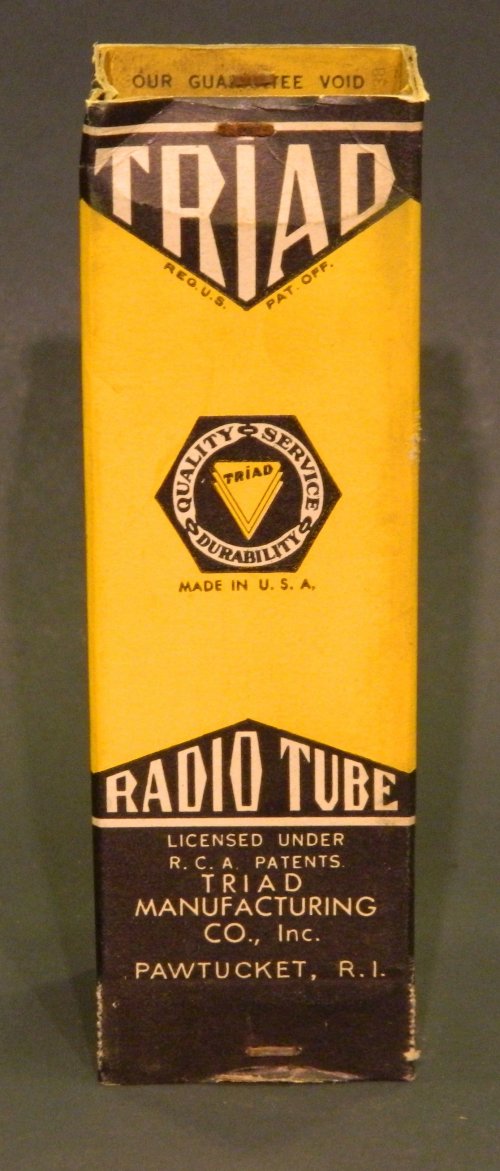 OUR GUARANTEE VOID
TRIAD
REG. U.S. PAT. OFF.
QUALITY SERVICE
TRIAD
DURABILITY
MADE IN U. S. A.
RADIO TUBE
LICENSED UNDER
R. C. A. PATENTS
TRIAD
MANUFACTURING
CO., Inc.
PAWTUCKET, R. I.